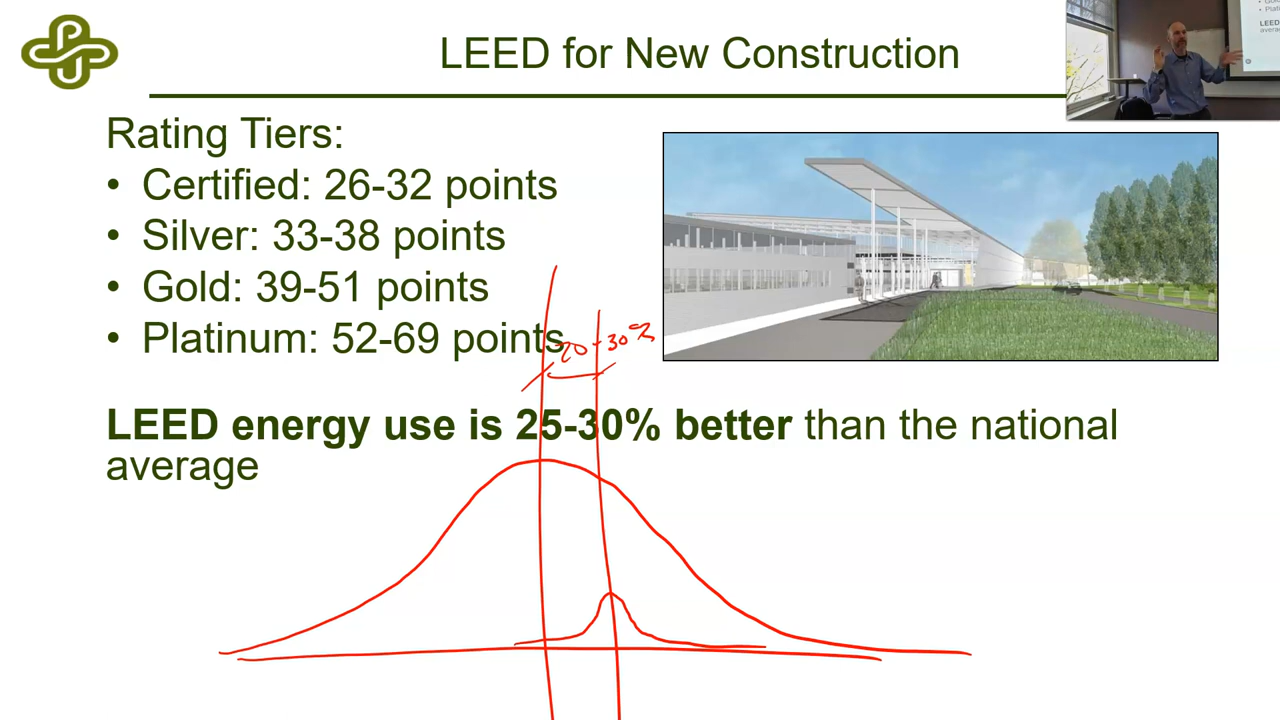 LEED for New Construction
Rating Tiers:
• Certified: 26-32 points
• Silver: 33-38 points
• Gold: 39-51 points
• Platinum: 52-69 points
20-30%
LEED energy use is 25-30% better than the national
average